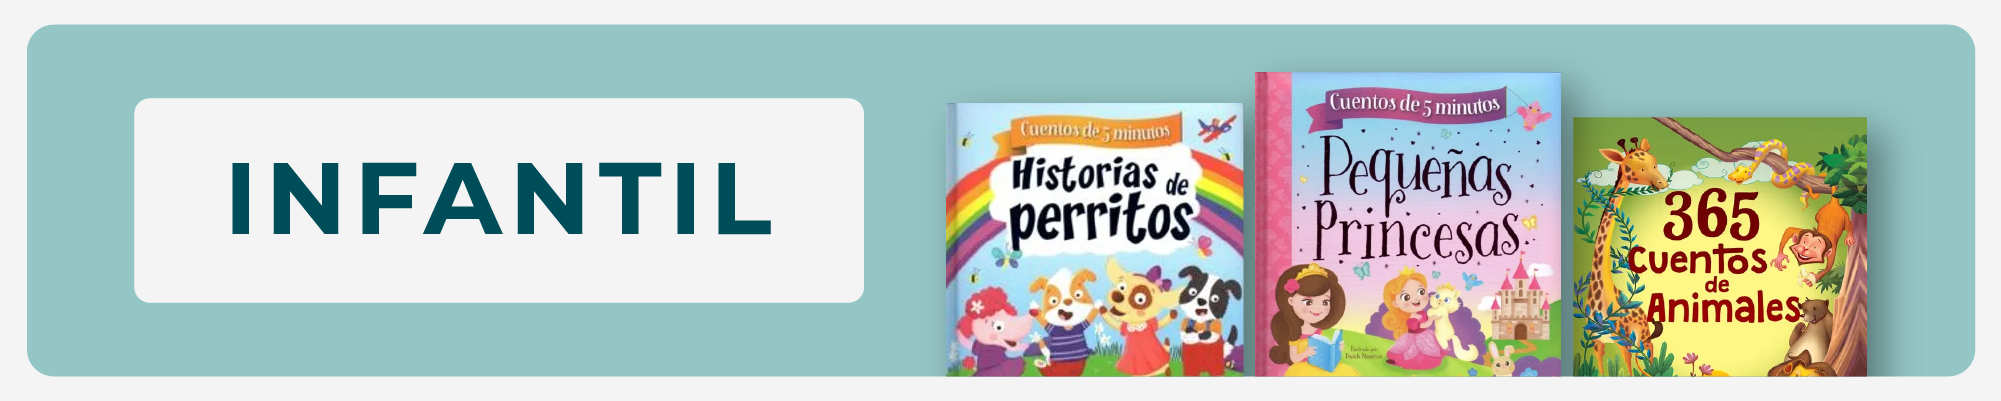 INFANTIL
Cuentos de 5 minutos
Historias de
perritos
Cuentos de 5 minutos
Pequeñas
Princesas
Ilustrado por
365
Cuentos
de
Animales